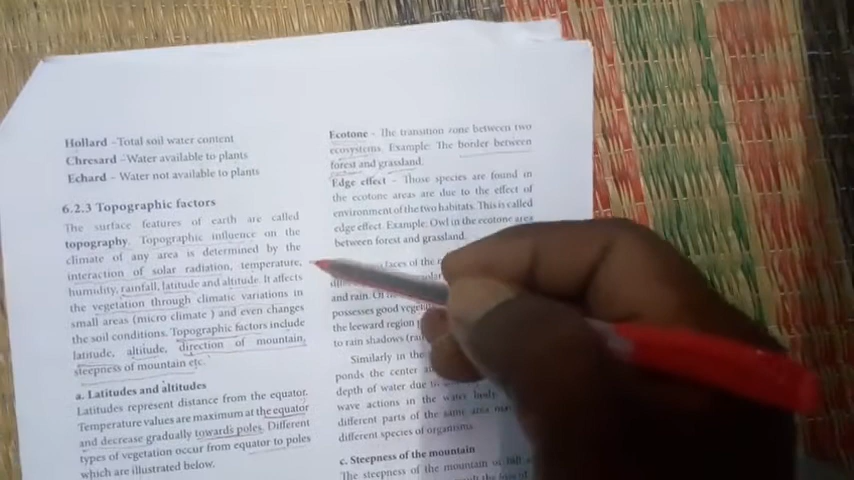 Hollard - Total soil water content
Chresard - Water available to plants
Echard - Water not available to plants
6.2.3 Topographic factors
The surface features of earth are called
topography. Topographic influence on the
climate of any area is determined by the
interaction of solar radiation, temperature,
humidity, rainfall, latitude and altitude. It affects
the vegetation through climatic variations in
small areas (micro climate) and even changes
the soil conditions. Topographic factors include
latitude, altitude, direction of mountain,
steepness of mountain etc.
a. Latitudes and altitudes
Latitudes represent distance from the equator.
Temperature values are maximum at the equator
and decrease gradually towards poles. Different
types of vegetation occur from equator to poles
which are illustrated below.
Ecotone - The transition zone between two
ecosystems. Example: The border between
forest and grassland.
Edge effect - Those species are found in
the ecotone areas are due to the effect of
environment of the two habitats. This is called
edge effect. Example: Owl in the ecotone area
between forest and grassland.
faces of the
and rain.
possesses good
the leeward region
to rain shadows
Similarly in the
ponds the center
depth of water due
wave actions in the water body.
different parts of the same area
different species of organisms.
c. Steepness of the mountain
The steepness of the mountain